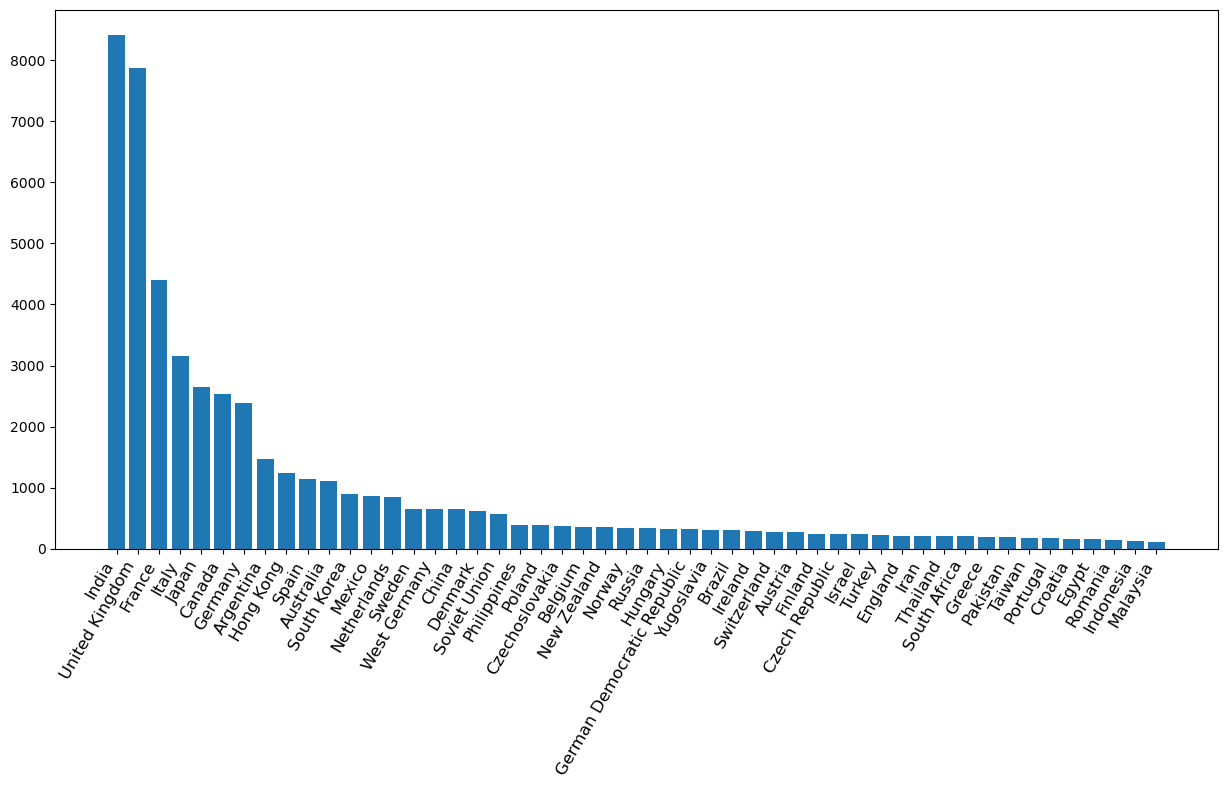 8000
7000
6000
5000
4000
3000
2000
1000
0
India
United Kingdom
France
Italy
Japan
Canada
Germany
Argentina
Hong Kong
Spain
Australia
South Korea
Mexico
Netherlands
Sweden
West Germany
China
Denmark
Soviet Union
Philippines
Poland
Czechoslovakia
Belgium
New Zealand
Norway
Russia
Hungary
German Democratic Republic
Yugoslavia
Brazil
Ireland
Switzerland
Austria
Finland
Czech Republic
Israel
Turkey
England
Iran
Thailand
South Africa
Greece
Pakistan
Taiwan
Portugal
Croatia
Egypt
Romania
Indonesia
Malaysia